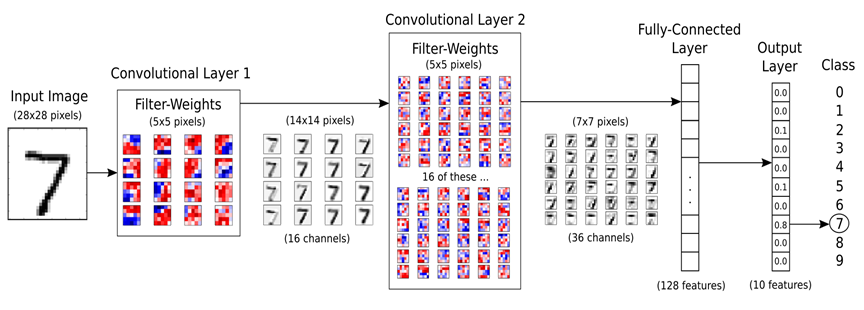 Input Image
(28x28 pixels)
Convolutional Layer 1
Filter-Weights
(5x5 pixels)
(14x14 pixels)
(16 channels)
Convolutional Layer 2
Filter-Weights
(5x5 pixels)
16 of these ...
(7x7 pixels)
(36 channels)
Fully-Connected
Layer
(128 features)
Output
Layer
0.0
0.0
0.1
0.0
0.0
0.1
0.0
0.8
0.0
0.0
(10 features)
Class
0
1
2
3
4
5
6
7
8
9